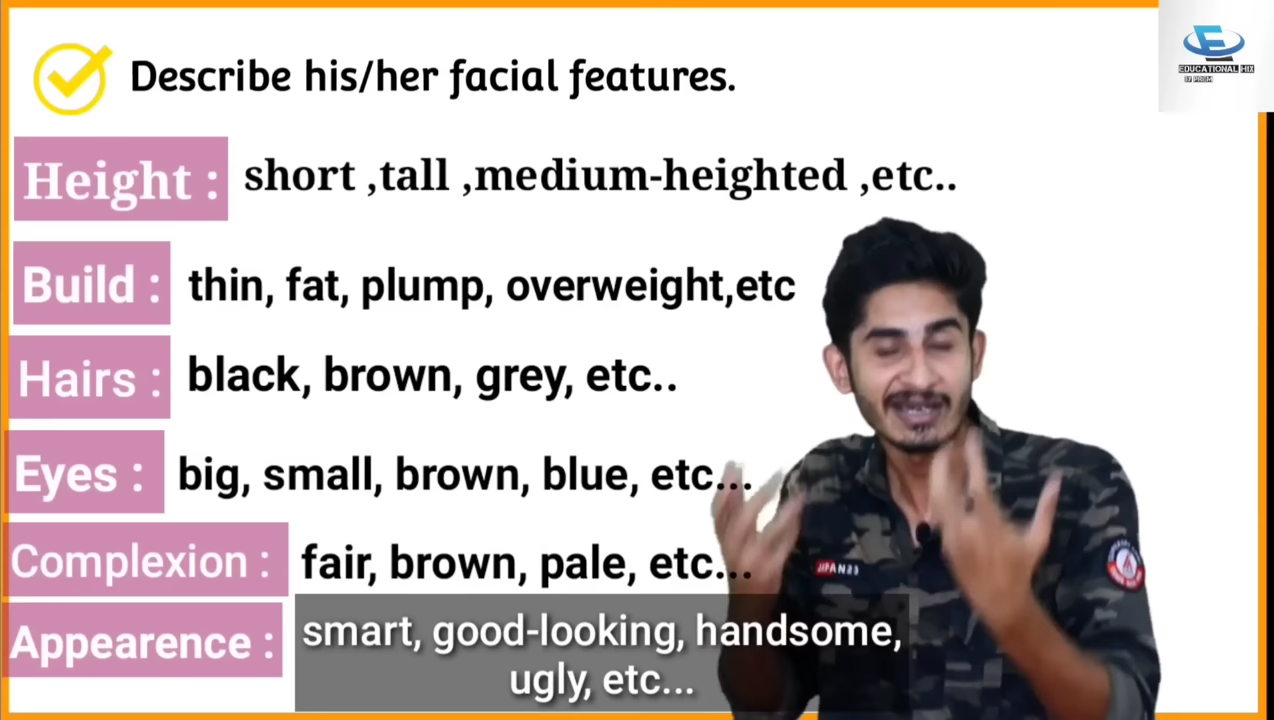 EDUCATIONAL MIX
Describe his/her facial features.
Height : short ,tall ,medium-heighted ,etc..
Build : thin, fat, plump, overweight,etc
Hairs : black, brown, grey, etc..
Eyes : big, small, brown, blue, etc...
Complexion : fair, brown, pale, etc...
Appearence : smart, good-looking, handsome,
ugly, etc...